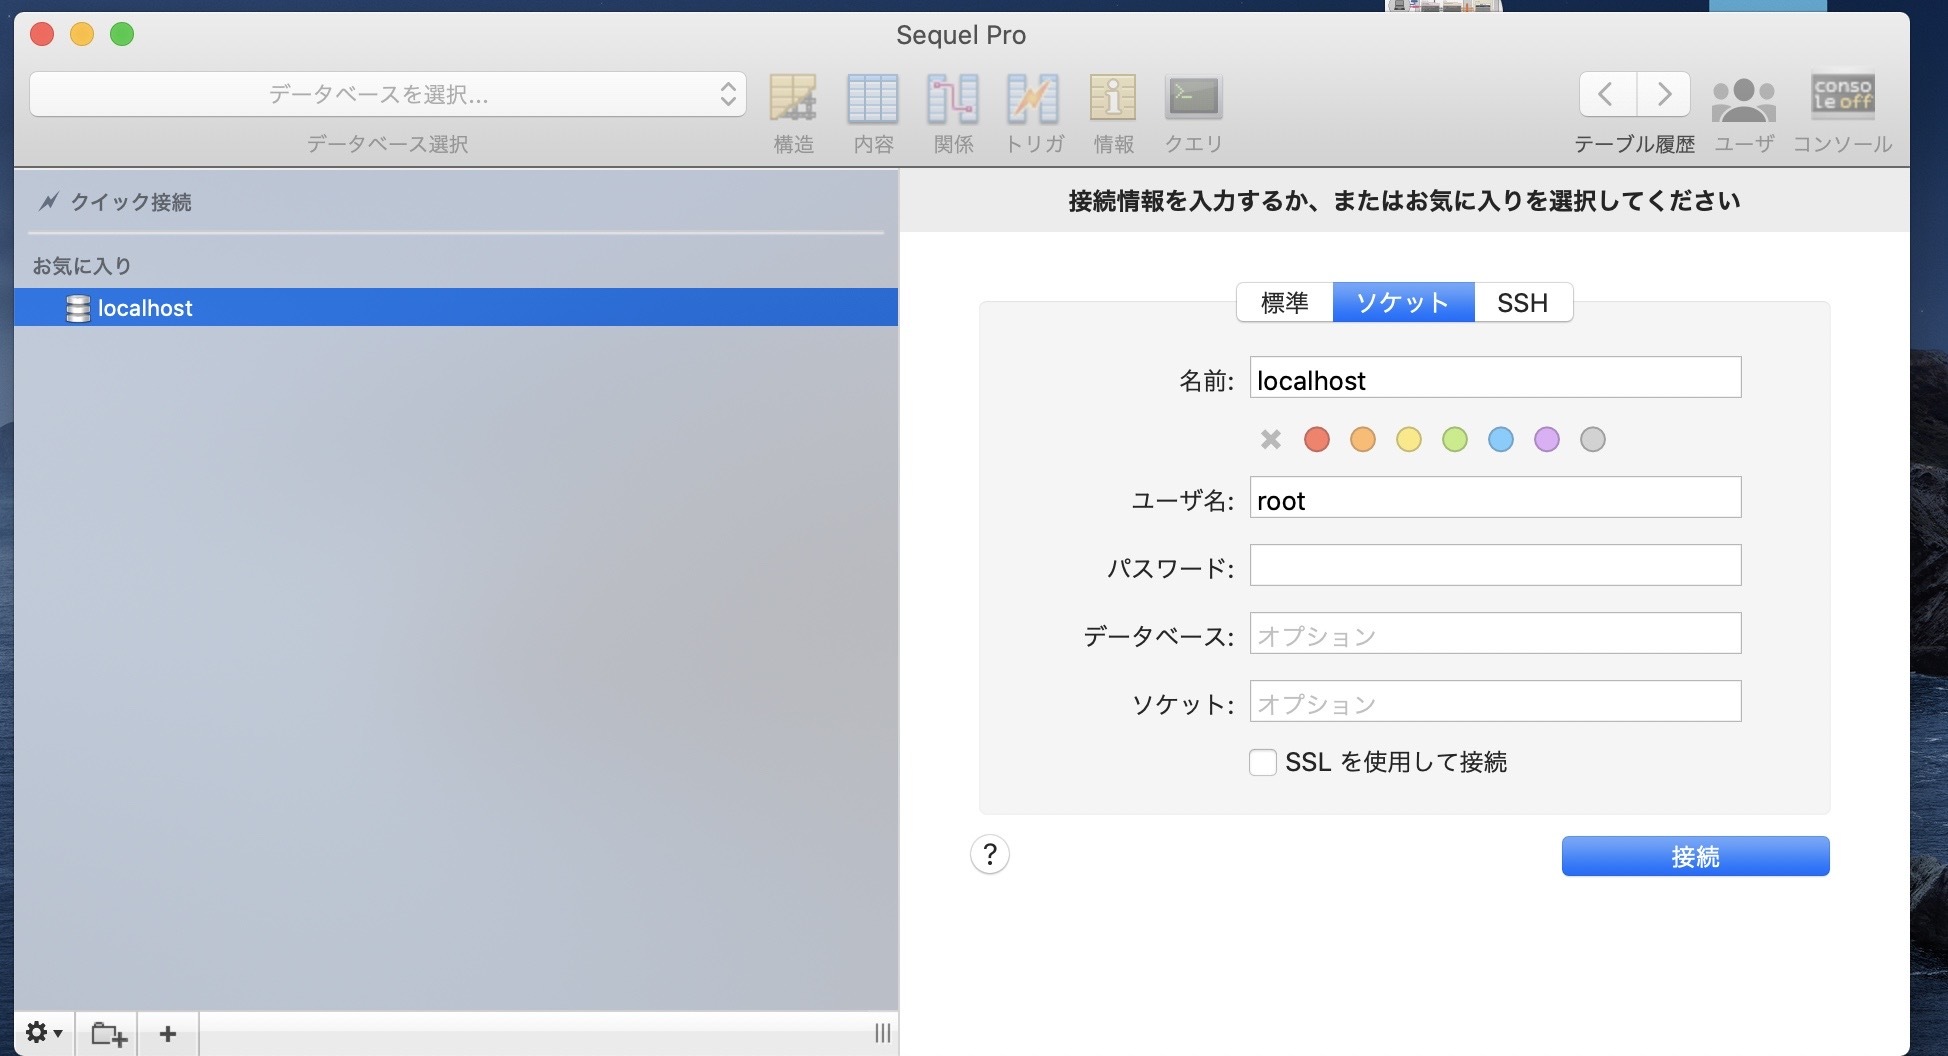 Sequel Pro
データベースを選択...
データベース選択
構造
内容
関係
トリガ
情報
クエリ
テーブル履歴
ユーザ
console off
コンソール
クイック接続
お気に入り
localhost
接続情報を入力するか、またはお気に入りを選択してください
標準
ソケット
SSH
名前: localhost
ユーザ名: root
パスワード:
データベース: オプション
ソケット: オプション
SSL を使用して接続
?
接続